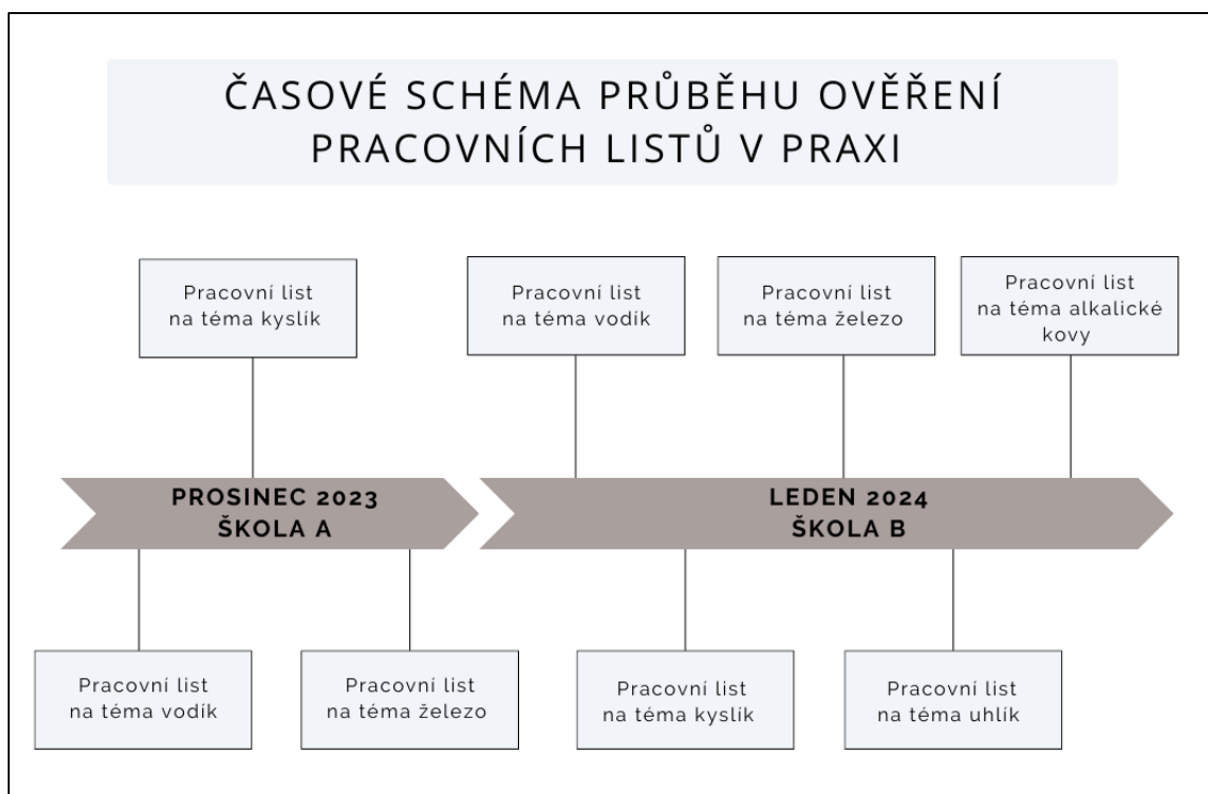 ČASOVÉ SCHÉMA PRŮBĚHU OVĚŘENÍ
PRACOVNÍCH LISTŮ V PRAXI
Pracovní list
na téma kyslík
Pracovní list
na téma vodík
Pracovní list
na téma železo
Pracovní list
na téma alkalické
kovy
PROSINEC 2023
ŠKOLA A
LEDEN 2024
ŠKOLA B
Pracovní list
na téma vodík
Pracovní list
na téma železo
Pracovní list
na téma kyslík
Pracovní list
na téma uhlík